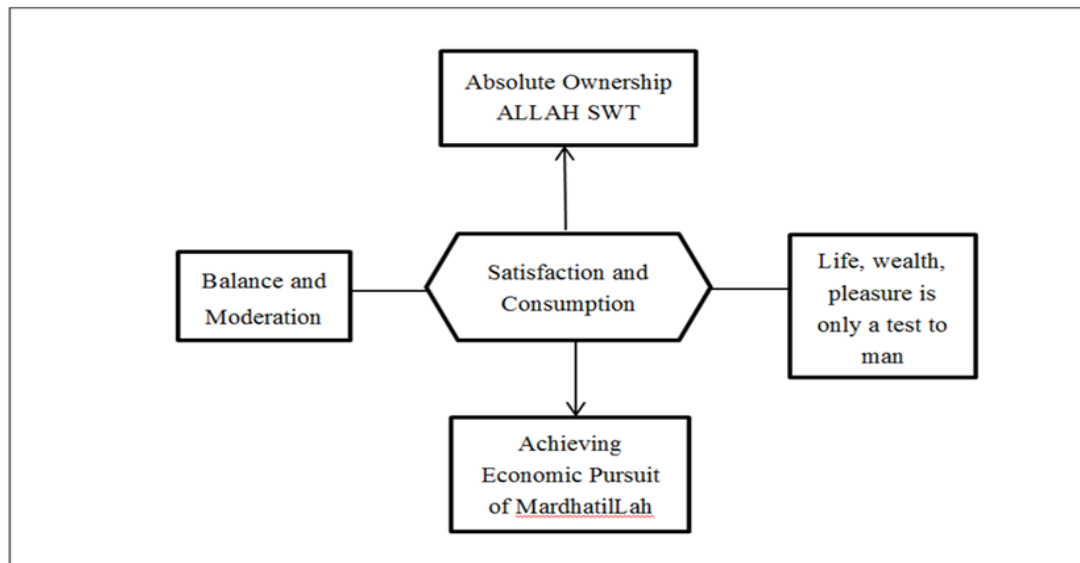 Absolute Ownership
ALLAH SWT
Balance and
Moderation
Satisfaction and
Consumption
Life, wealth,
pleasure is
only a test to
man
Achieving
Economic Pursuit
of MardhatilLah